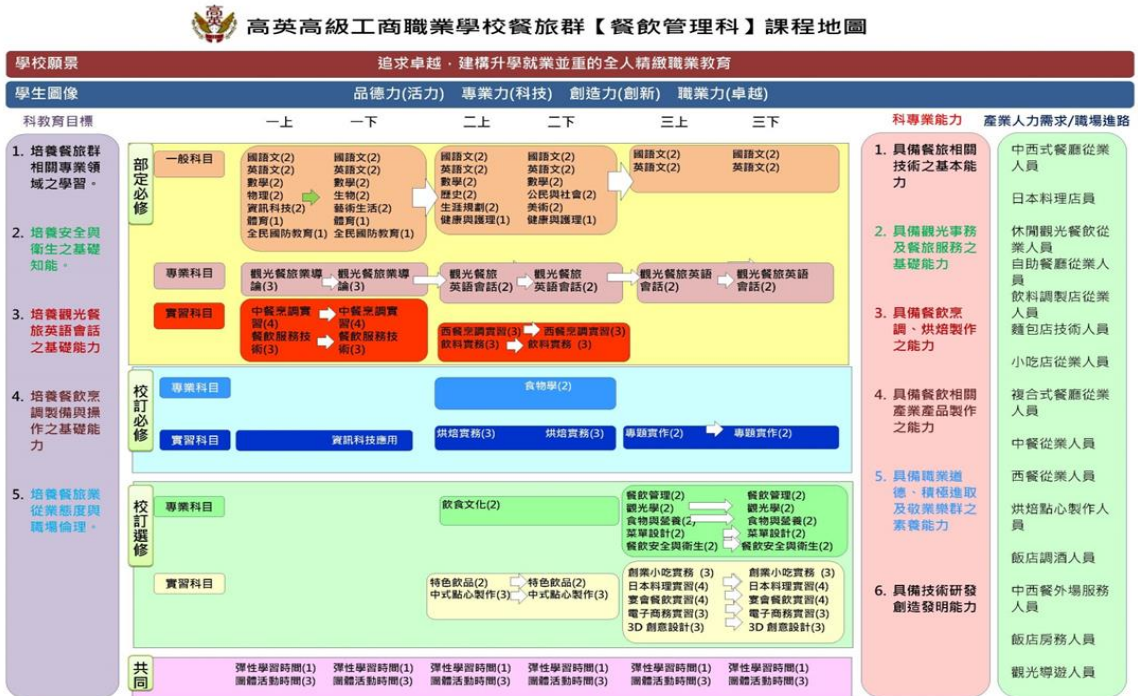 高英高級工商職業學校餐旅群【餐飲管理科】課程地圖
學校願景
追求卓越．建構升學就業並重的全人精緻職業教育
學生圖像
品德力(活力) 專業力(科技) 創造力(創新) 職業力(卓越)
科教育目標
一上 一下 二上 二下 三上 三下
科專業能力
產業人力需求/職場進路
1. 培養餐旅群
相關專業領
域之學習。
2. 培養安全與
衛生之基礎
知能。
3. 培養觀光餐
旅英語會話
之基礎能力
4. 培養餐飲烹
調製備與操
作之基礎能
力
5. 培養餐旅業
從業態度與
職場倫理。
部定必修
一般科目
國語文(2)
英語文(2)
數學(2)
物理(2)
資訊科技(2)
體育(1)
全民國防教育(1)
國語文(2)
英語文(2)
數學(2)
生物(2)
藝術生活(2)
體育(1)
全民國防教育(1)
國語文(2)
英語文(2)
數學(2)
歷史(2)
生涯規劃(2)
健康與護理(1)
國語文(2)
英語文(2)
數學(2)
公民與社會(2)
美術(2)
健康與護理(1)
國語文(2)
英語文(2)
國語文(2)
英語文(2)
專業科目
觀光餐旅業導
論(3)
觀光餐旅業導
論(3)
觀光餐旅
英語會話(2)
觀光餐旅
英語會話(2)
觀光餐旅英語
會話(2)
觀光餐旅英語
會話(2)
實習科目
中餐烹調實
習(4)
餐飲服務技
術(3)
中餐烹調實
習(4)
餐飲服務技
術(3)
西餐烹調實習(3)
飲料實務(3)
西餐烹調實習(3)
飲料實務 (3)
校訂必修
專業科目
食物學(2)
實習科目
資訊科技應用
烘焙實務(3)
烘焙實務(3)
專題實作(2)
專題實作(2)
校訂選修
專業科目
飲食文化(2)
餐飲管理(2)
觀光學(2)
食物與營養(2)
菜單設計(2)
餐飲安全與衛生(2)
餐飲管理(2)
觀光學(2)
食物與營養(2)
菜單設計(2)
餐飲安全與衛生(2)
實習科目
特色飲品(2)
中式點心製作(3)
特色飲品(2)
中式點心製作(3)
創業小吃實務 (3)
日本料理實習(4)
宴會餐飲實習(4)
電子商務實習(3)
3D 創意設計(3)
創業小吃實務 (3)
日本料理實習(4)
宴會餐飲實習(4)
電子商務實習(3)
3D 創意設計(3)
共同
彈性學習時間(1) 彈性學習時間(1) 彈性學習時間(1) 彈性學習時間(1) 彈性學習時間(1) 彈性學習時間(1)
團體活動時間(3) 團體活動時間(3) 團體活動時間(3) 團體活動時間(3) 團體活動時間(3) 團體活動時間(3)
1. 具備餐旅相關
技術之基本能
力
2. 具備觀光事務
及餐旅服務之
基礎能力
3. 具備餐飲烹
調、烘焙製作
之能力
4. 具備餐飲相關
產業產品製作
之能力
5. 具備職業道
德、積極進取
及敬業樂群之
素養能力
6. 具備技術研發
創造發明能力
中西式餐廳從業
人員
日本料理店員
休閒觀光餐飲從
業人員
自助餐廳從業人
員
飲料調製店從業
人員
麵包店技術人員
小吃店從業人員
複合式餐廳從業
人員
中餐從業人員
西餐從業人員
烘焙點心製作人
員
飯店調酒人員
中西餐外場服務
人員
飯店房務人員
觀光導遊人員